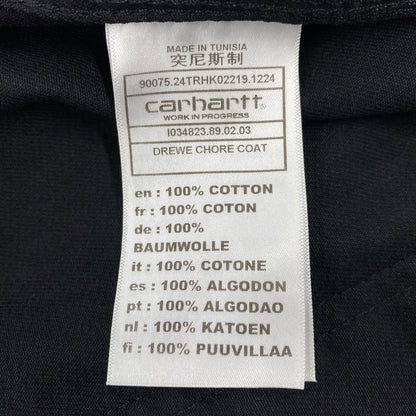 MADE IN TUNISIA
突尼斯制
90075.24TRHK02219.1224
carhartt
WORK IN PROGRESS
I034823.89.02.03
DREWE CHORE COAT
en : 100% COTTON
fr : 100% COTON
de : 100%
BAUMWOLLE
it : 100% COTONE
es : 100% ALGODON
pt : 100% ALGODAO
nl : 100% KATOEN
fi : 100% PUUVILLAA